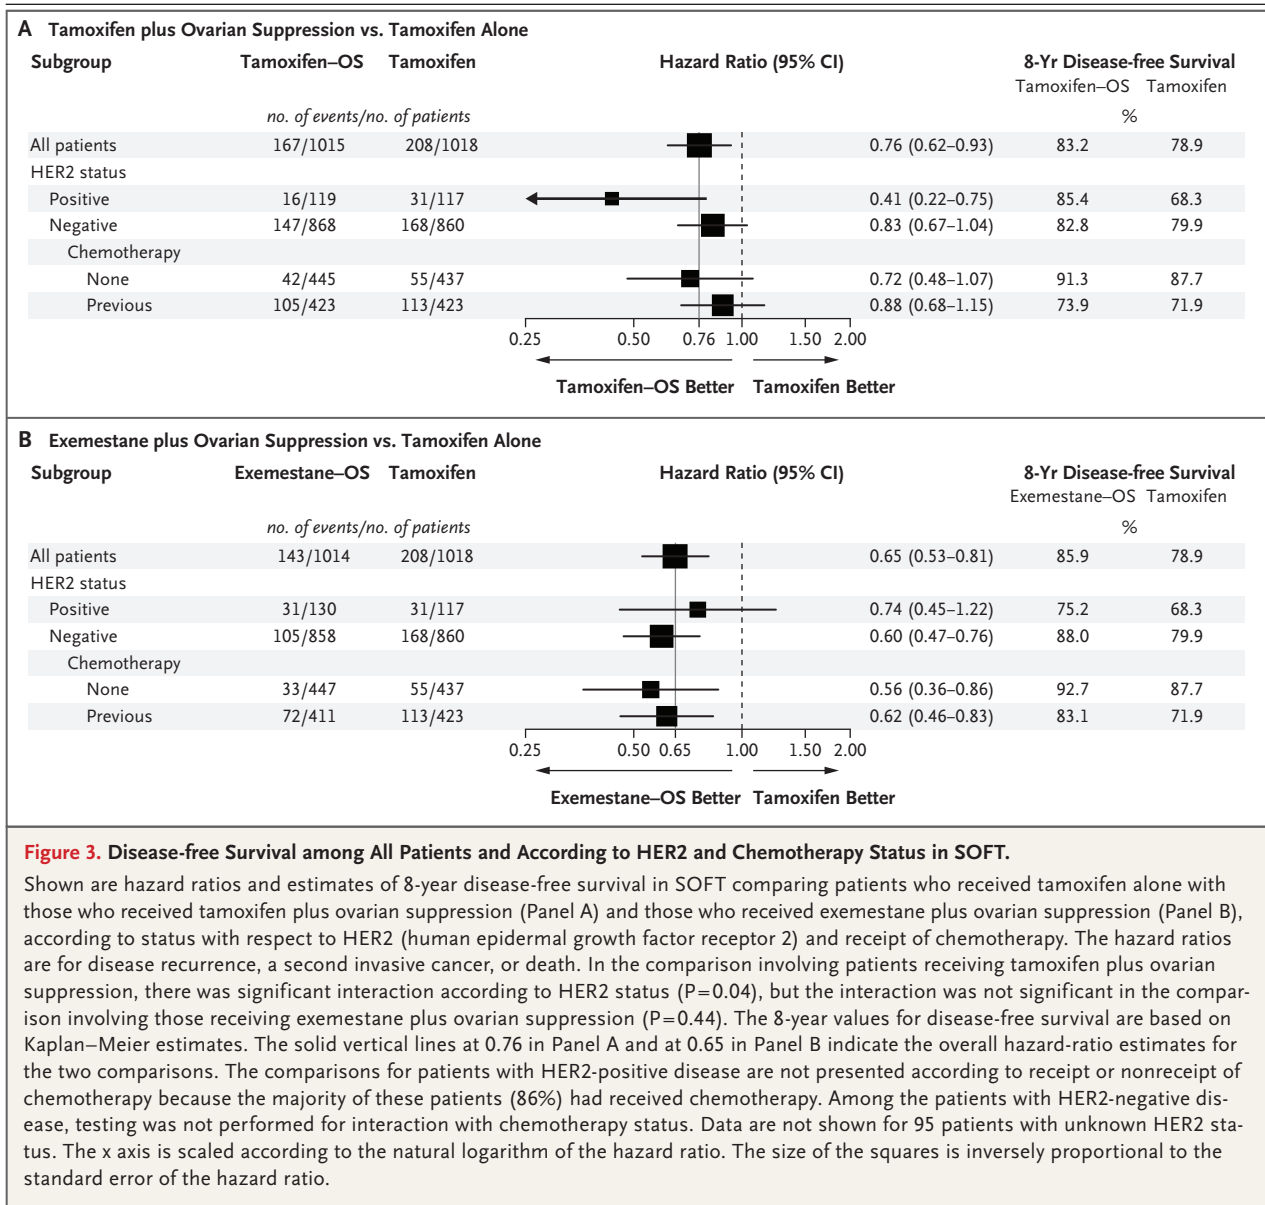 A Tamoxifen plus Ovarian Suppression vs. Tamoxifen Alone
Subgroup Tamoxifen–OS Tamoxifen Hazard Ratio (95% CI) 8-Yr Disease-free Survival
Tamoxifen–OS Tamoxifen
no. of events/no. of patients %
All patients 167/1015 208/1018 0.76 (0.62–0.93) 83.2 78.9
HER2 status
Positive 16/119 31/117 0.41 (0.22–0.75) 85.4 68.3
Negative 147/868 168/860 0.83 (0.67–1.04) 82.8 79.9
Chemotherapy
None 42/445 55/437 0.72 (0.48–1.07) 91.3 87.7
Previous 105/423 113/423 0.88 (0.68–1.15) 73.9 71.9
0.25 0.50 0.76 1.00 1.50 2.00
Tamoxifen–OS Better Tamoxifen Better
B Exemestane plus Ovarian Suppression vs. Tamoxifen Alone
Subgroup Exemestane–OS Tamoxifen Hazard Ratio (95% CI) 8-Yr Disease-free Survival
Exemestane–OS Tamoxifen
no. of events/no. of patients %
All patients 143/1014 208/1018 0.65 (0.53–0.81) 85.9 78.9
HER2 status
Positive 31/130 31/117 0.74 (0.45–1.22) 75.2 68.3
Negative 105/858 168/860 0.60 (0.47–0.76) 88.0 79.9
Chemotherapy
None 33/447 55/437 0.56 (0.36–0.86) 92.7 87.7
Previous 72/411 113/423 0.62 (0.46–0.83) 83.1 71.9
0.25 0.50 0.65 1.00 1.50 2.00
Exemestane–OS Better Tamoxifen Better
Figure 3. Disease-free Survival among All Patients and According to HER2 and Chemotherapy Status in SOFT.
Shown are hazard ratios and estimates of 8-year disease-free survival in SOFT comparing patients who received tamoxifen alone with
those who received tamoxifen plus ovarian suppression (Panel A) and those who received exemestane plus ovarian suppression (Panel B),
according to status with respect to HER2 (human epidermal growth factor receptor 2) and receipt of chemotherapy. The hazard ratios
are for disease recurrence, a second invasive cancer, or death. In the comparison involving patients receiving tamoxifen plus ovarian
suppression, there was significant interaction according to HER2 status (P=0.04), but the interaction was not significant in the compar-
ison involving those receiving exemestane plus ovarian suppression (P=0.44). The 8-year values for disease-free survival are based on
Kaplan–Meier estimates. The solid vertical lines at 0.76 in Panel A and at 0.65 in Panel B indicate the overall hazard-ratio estimates for
the two comparisons. The comparisons for patients with HER2-positive disease are not presented according to receipt or nonreceipt of
chemotherapy because the majority of these patients (86%) had received chemotherapy. Among the patients with HER2-negative dis-
ease, testing was not performed for interaction with chemotherapy status. Data are not shown for 95 patients with unknown HER2 sta-
tus. The x axis is scaled according to the natural logarithm of the hazard ratio. The size of the squares is inversely proportional to the
standard error of the hazard ratio.